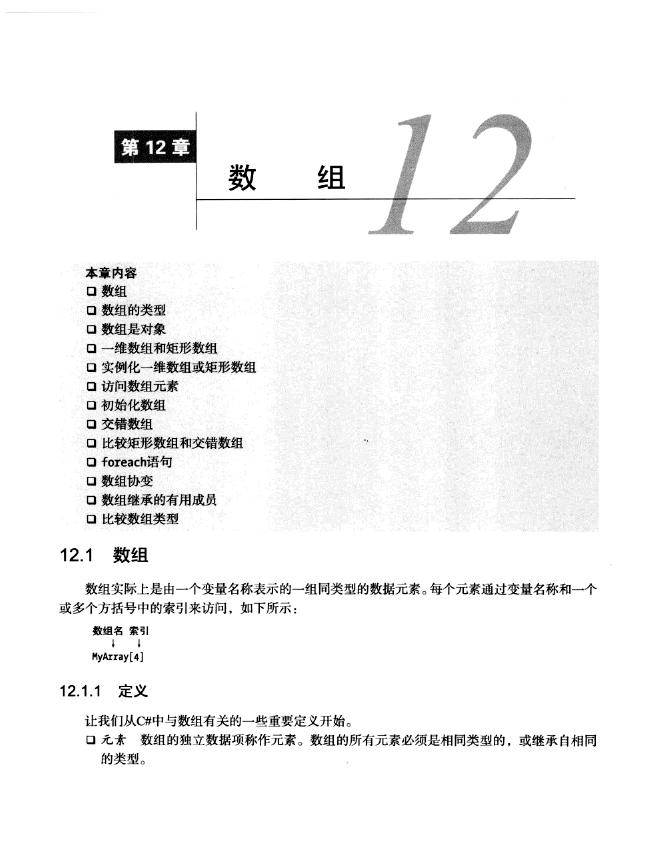 第 12 章
数 组
12
本章内容
❑ 数组
❑ 数组的类型
❑ 数组是对象
❑ 一维数组和矩形数组
❑ 实例化一维数组或矩形数组
❑ 访问数组元素
❑ 初始化数组
❑ 交错数组
❑ 比较矩形数组和交错数组
❑ foreach语句
❑ 数组协变
❑ 数组继承的有用成员
❑ 比较数组类型
12.1 数组
数组实际上是由一个变量名称表示的一组同类型的数据元素。每个元素通过变量名称和一个
或多个方括号中的索引来访问，如下所示：
数组名 索引
↓ ↓
MyArray[4]
12.1.1 定义
让我们从C#中与数组有关的一些重要定义开始。
❑ 元素 数组的独立数据项称作元素。数组的所有元素必须是相同类型的，或继承自相同
的类型。